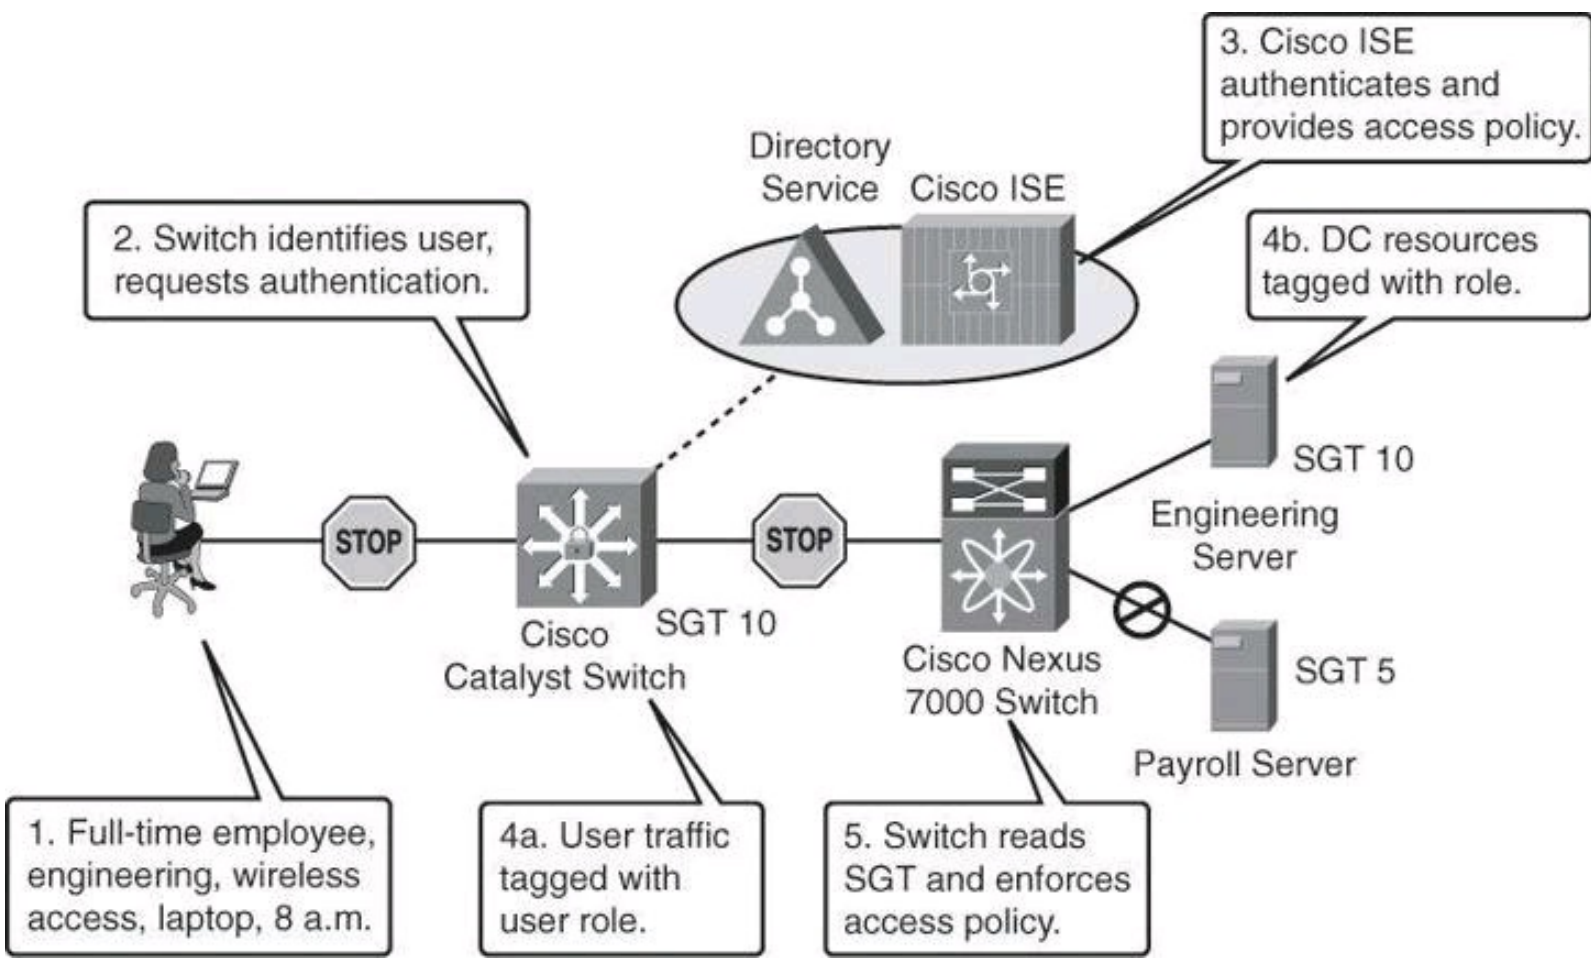 3. Cisco ISE
authenticates and
provides access policy.
Directory
Service
Cisco ISE
2. Switch identifies user,
requests authentication.
4b. DC resources
tagged with role.
SGT 10
Engineering
Server
STOP
STOP
Cisco
Catalyst Switch
SGT 10
Cisco Nexus
7000 Switch
SGT 5
Payroll Server
1. Full-time employee,
engineering, wireless
access, laptop, 8 a.m.
4a. User traffic
tagged with
user role.
5. Switch reads
SGT and enforces
access policy.